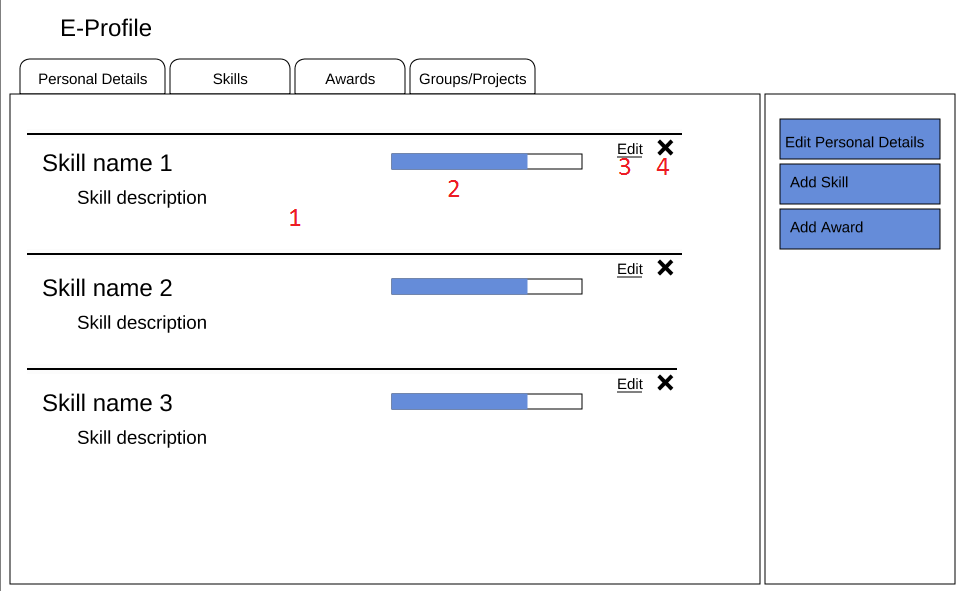 E-Profile
Personal Details
Skills
Awards
Groups/Projects
Skill name 1
Edit
3
4
Skill description
2
1
Edit
Skill name 2
Skill description
Edit
Skill name 3
Skill description
Edit Personal Details
Add Skill
Add Award